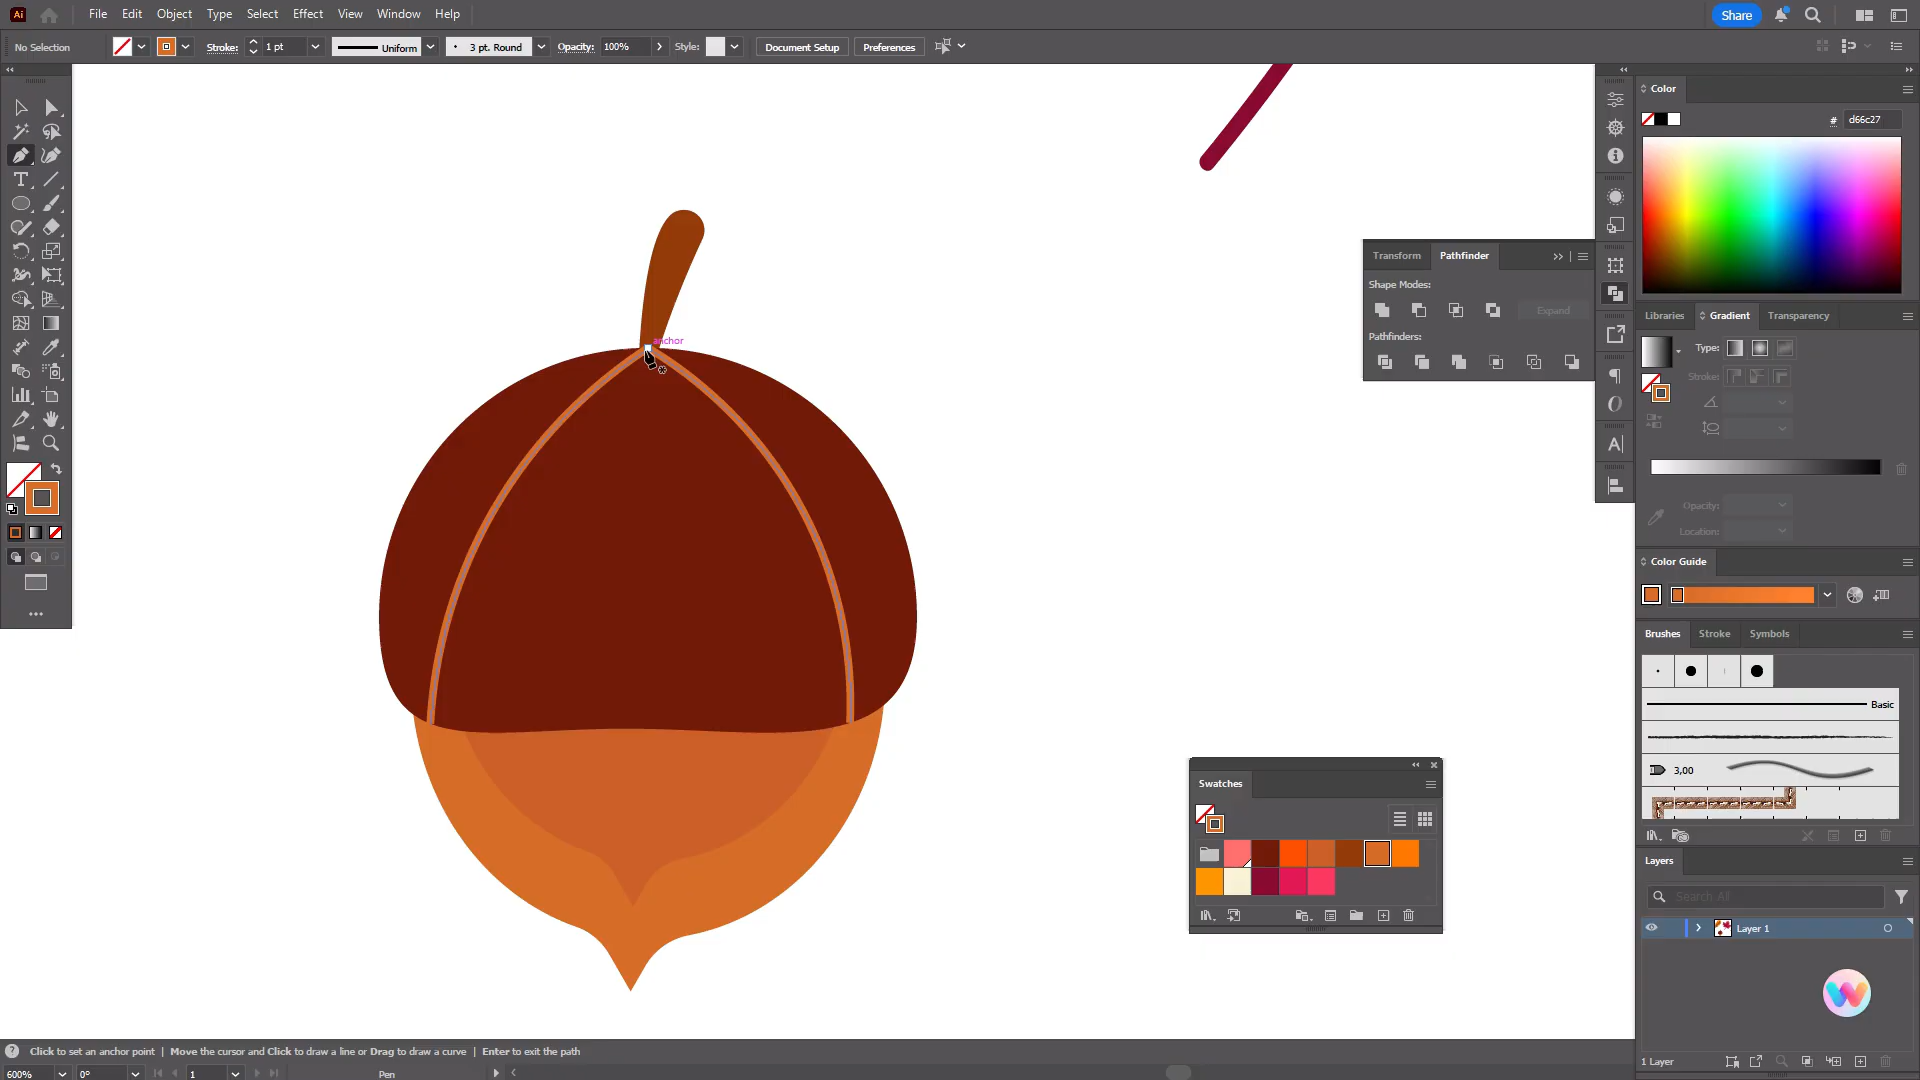 Ai File Edit Object Type Select Effect View Window Help Share
No Selection Stroke: 1 pt Uniform 3 pt. Round Opacity: 100% Style: Document Setup Preferences
Color
# d66c27
anchor
Transform Pathfinder
Shape Modes:
Expand
Pathfinders:
Libraries Gradient Transparency
Type:
Stroke:
Opacity:
Location:
Color Guide
Brushes Stroke Symbols
Basic
3,00
Swatches
Layers
Search All
Layer 1
Click to set an anchor point | Move the cursor and Click to draw a line or Drag to draw a curve | Enter to exit the path
1 Layer
600% 0° 1 Pen